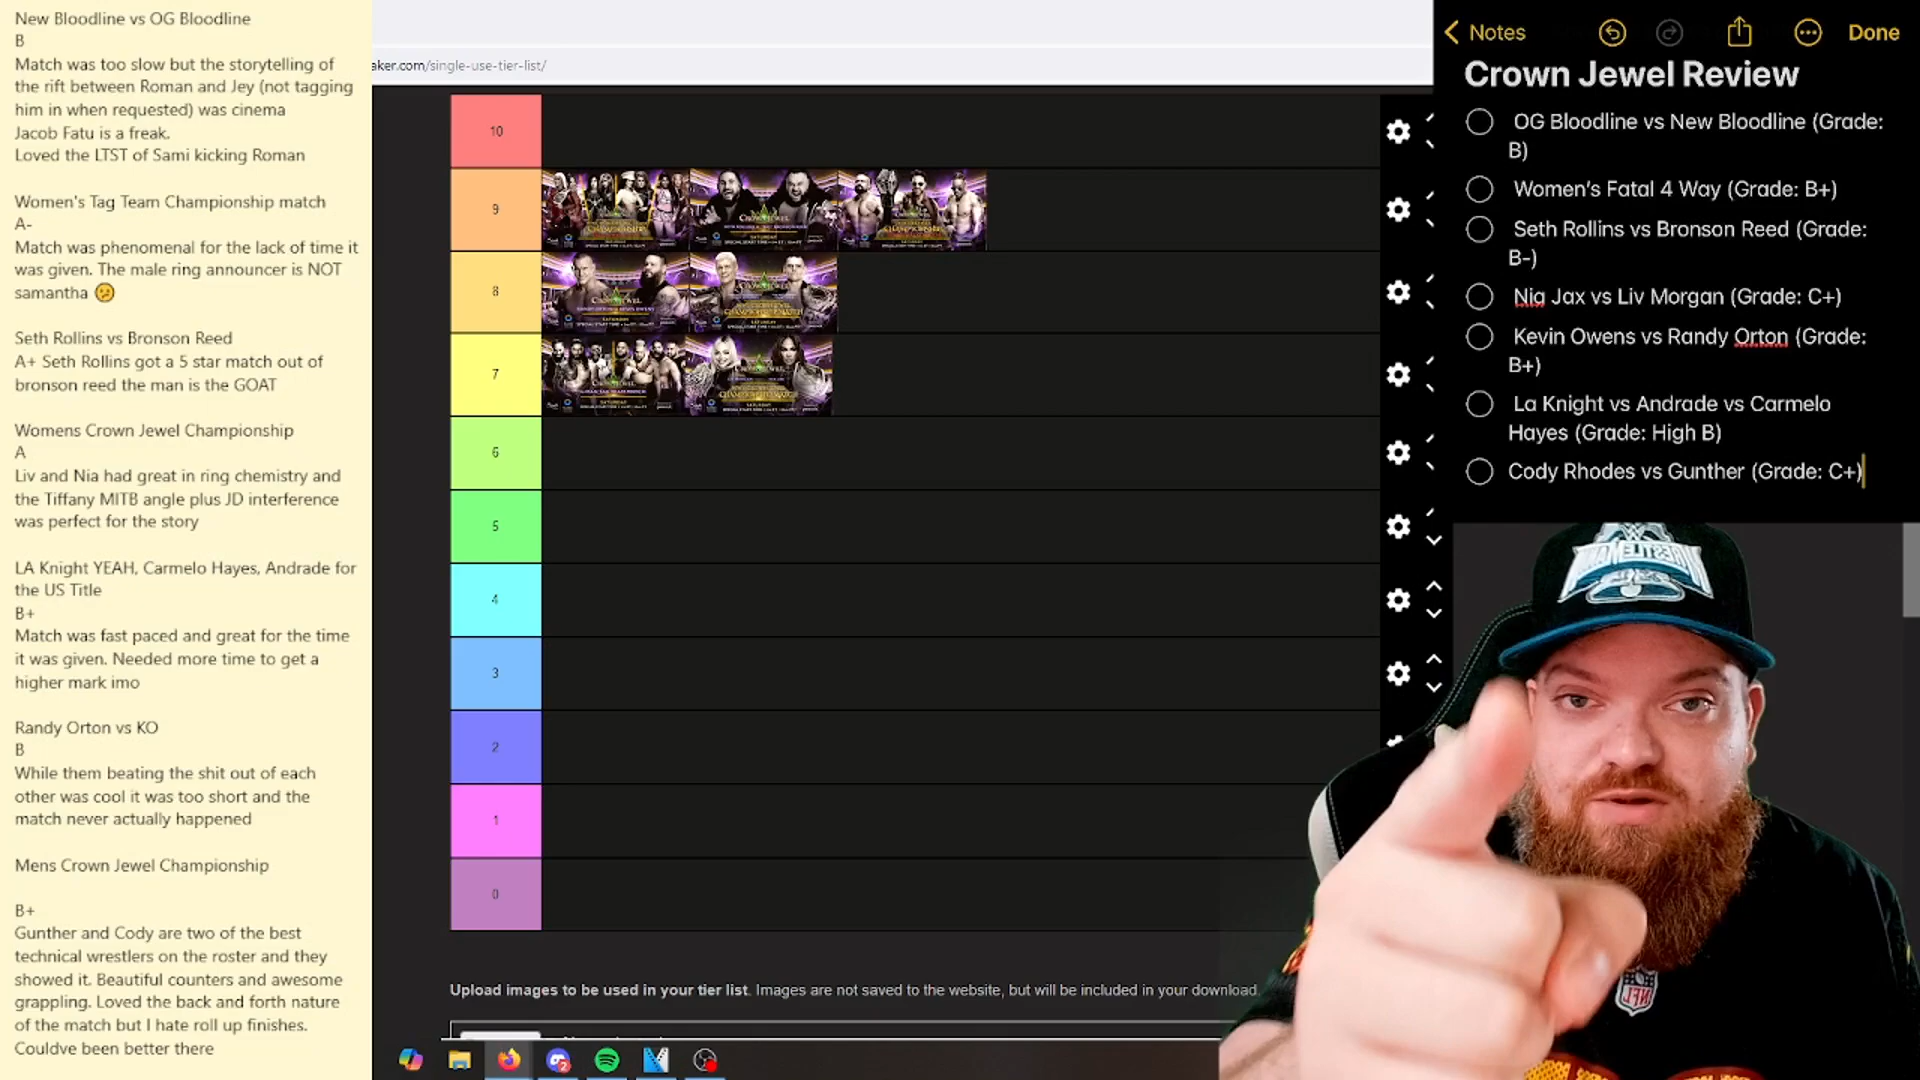 New Bloodline vs OG Bloodline
B
Match was too slow but the storytelling of
the rift between Roman and Jey (not tagging
him in when requested) was cinema
Jacob Fatu is a freak.
Loved the LTST of Sami kicking Roman
Women's Tag Team Championship match
A-
Match was phenomenal for the lack of time it
was given. The male ring announcer is NOT
samantha 😕
Seth Rollins vs Bronson Reed
A+ Seth Rollins got a 5 star match out of
bronson reed the man is the GOAT
Womens Crown Jewel Championship
A
Liv and Nia had great in ring chemistry and
the Tiffany MITB angle plus JD interference
was perfect for the story
LA Knight YEAH, Carmelo Hayes, Andrade for
the US Title
B+
Match was fast paced and great for the time
it was given. Needed more time to get a
higher mark imo
Randy Orton vs KO
B
While them beating the shit out of each
other was cool it was too short and the
match never actually happened
Mens Crown Jewel Championship
B+
Gunther and Cody are two of the best
technical wrestlers on the roster and they
showed it. Beautiful counters and awesome
grappling. Loved the back and forth nature
of the match but I hate roll up finishes.
Couldve been better there
aker.com/single-use-tier-list/
10
9
8
7
6
5
4
3
2
1
0
Upload images to be used in your tier list. Images are not saved to the website, but will be included in your download.
Notes
Done
Crown Jewel Review
OG Bloodline vs New Bloodline (Grade:
B)
Women's Fatal 4 Way (Grade: B+)
Seth Rollins vs Bronson Reed (Grade:
B-)
Nia Jax vs Liv Morgan (Grade: C+)
Kevin Owens vs Randy Orton (Grade:
B+)
La Knight vs Andrade vs Carmelo
Hayes (Grade: High B)
Cody Rhodes vs Gunther (Grade: C+)
WRESTLEMANIA
NFL